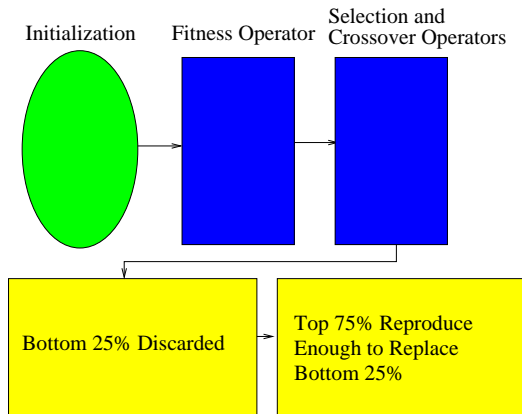 Initialization
Fitness Operator
Selection and
Crossover Operators
Bottom 25% Discarded
Top 75% Reproduce
Enough to Replace
Bottom 25%